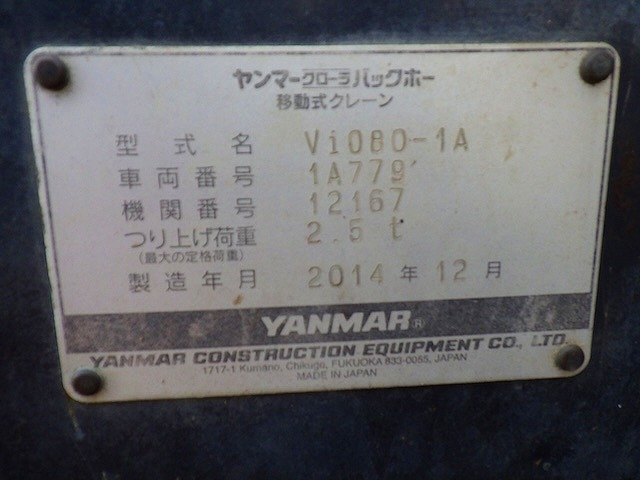 ヤンマークローラバックホー
移動式クレーン
型式名 Vi080-1A
車両番号 1A779
機関番号 12167
つり上げ荷重 2.5t
(最大の定格荷重)
製造年月 2014年12月
YANMAR®
YANMAR CONSTRUCTION EQUIPMENT CO., LTD.
1717-1 Kumano, Chikugo, FUKUOKA 833-0055, JAPAN
MADE IN JAPAN